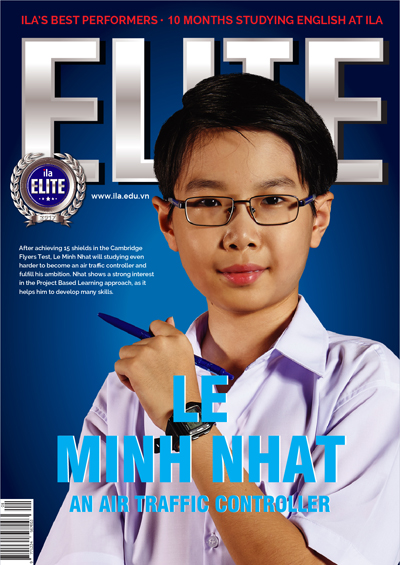 ILA'S BEST PERFORMERS • 10 MONTHS STUDYING ENGLISH AT ILA
ELITE
ila
ELITE
2017
www.ila.edu.vn
After achieving 15 shields in the Cambridge
Flyers Test, Le Minh Nhat will studying even
harder to become an air traffic controller and
fulfill his ambition. Nhat shows a strong interest
in the Project Based Learning approach, as it
helps him to develop many skills.
LE
MINH NHAT
AN AIR TRAFFIC CONTROLLER